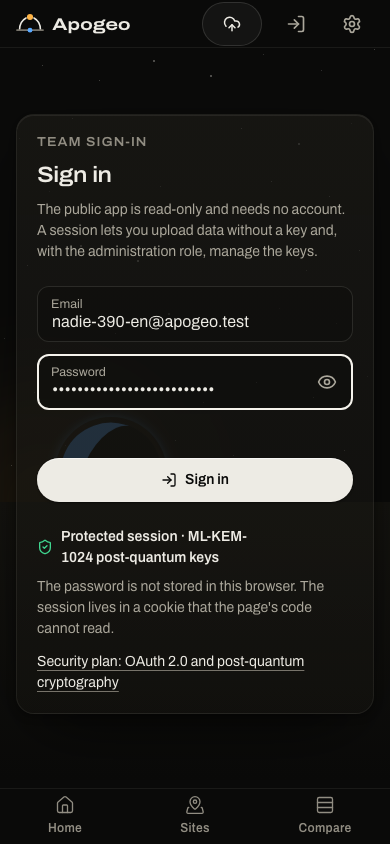 Apogeo
TEAM SIGN-IN
Sign in
The public app is read-only and needs no account.
A session lets you upload data without a key and,
with the administration role, manage the keys.
Email
nadie-390-en@apogeo.test
Password
••••••••••••••••••••••••••
Sign in
Protected session · ML-KEM-
1024 post-quantum keys
The password is not stored in this browser. The
session lives in a cookie that the page's code
cannot read.
Security plan: OAuth 2.0 and post-quantum
cryptography
Home
Sites
Compare